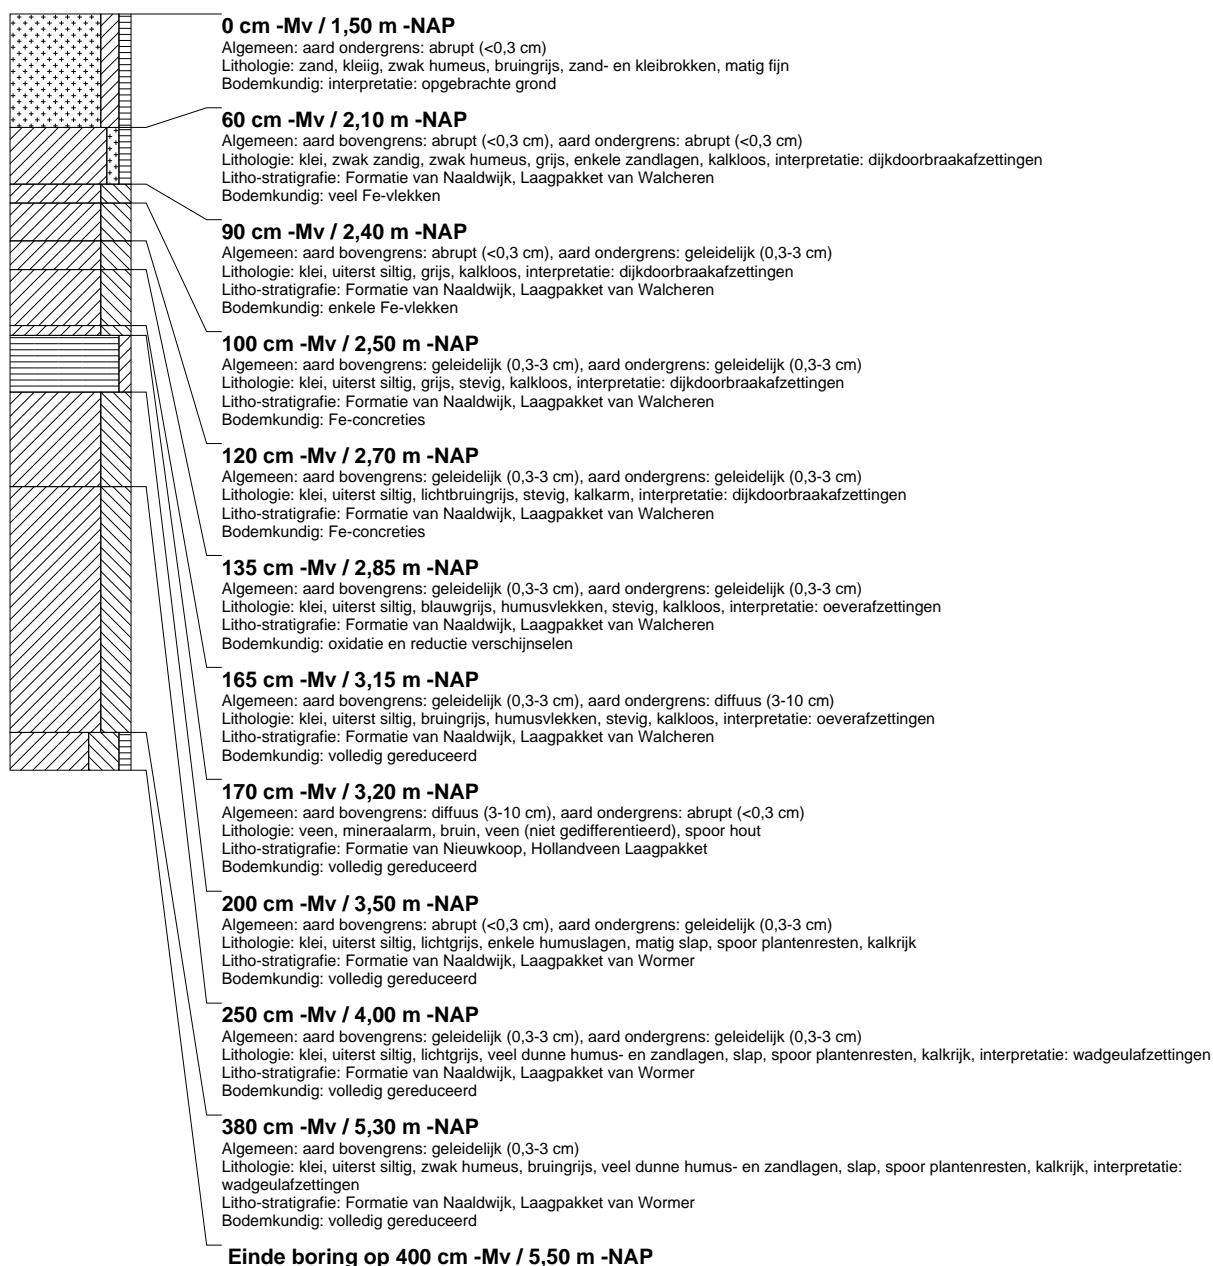 0 cm -Mv / 1,50 m -NAP
Algemeen: aard ondergrens: abrupt (<0,3 cm)
Lithologie: zand, kleiig, zwak humeus, bruingrijs, zand- en kleibrokken, matig fijn
Bodemkundig: interpretatie: opgebrachte grond
60 cm -Mv / 2,10 m -NAP
Algemeen: aard bovengrens: abrupt (<0,3 cm), aard ondergrens: abrupt (<0,3 cm)
Lithologie: klei, zwak zandig, zwak humeus, grijs, enkele zandlagen, kalkloos, interpretatie: dijkdoorbraakafzettingen
Litho-stratigrafie: Formatie van Naaldwijk, Laagpakket van Walcheren
Bodemkundig: veel Fe-vlekken
90 cm -Mv / 2,40 m -NAP
Algemeen: aard bovengrens: abrupt (<0,3 cm), aard ondergrens: geleidelijk (0,3-3 cm)
Lithologie: klei, uiterst siltig, grijs, kalkloos, interpretatie: dijkdoorbraakafzettingen
Litho-stratigrafie: Formatie van Naaldwijk, Laagpakket van Walcheren
Bodemkundig: enkele Fe-vlekken
100 cm -Mv / 2,50 m -NAP
Algemeen: aard bovengrens: geleidelijk (0,3-3 cm), aard ondergrens: geleidelijk (0,3-3 cm)
Lithologie: klei, uiterst siltig, grijs, stevig, kalkloos, interpretatie: dijkdoorbraakafzettingen
Litho-stratigrafie: Formatie van Naaldwijk, Laagpakket van Walcheren
Bodemkundig: Fe-concreties
120 cm -Mv / 2,70 m -NAP
Algemeen: aard bovengrens: geleidelijk (0,3-3 cm), aard ondergrens: geleidelijk (0,3-3 cm)
Lithologie: klei, uiterst siltig, lichtbruingrijs, stevig, kalkarm, interpretatie: dijkdoorbraakafzettingen
Litho-stratigrafie: Formatie van Naaldwijk, Laagpakket van Walcheren
Bodemkundig: Fe-concreties
135 cm -Mv / 2,85 m -NAP
Algemeen: aard bovengrens: geleidelijk (0,3-3 cm), aard ondergrens: geleidelijk (0,3-3 cm)
Lithologie: klei, uiterst siltig, blauwgrijs, humusvlekken, stevig, kalkloos, interpretatie: oeverafzettingen
Litho-stratigrafie: Formatie van Naaldwijk, Laagpakket van Walcheren
Bodemkundig: oxidatie en reductie verschijnselen
165 cm -Mv / 3,15 m -NAP
Algemeen: aard bovengrens: geleidelijk (0,3-3 cm), aard ondergrens: diffuus (3-10 cm)
Lithologie: klei, uiterst siltig, bruingrijs, humusvlekken, stevig, kalkloos, interpretatie: oeverafzettingen
Litho-stratigrafie: Formatie van Naaldwijk, Laagpakket van Walcheren
Bodemkundig: volledig gereduceerd
170 cm -Mv / 3,20 m -NAP
Algemeen: aard bovengrens: diffuus (3-10 cm), aard ondergrens: abrupt (<0,3 cm)
Lithologie: veen, mineraalarm, bruin, veen (niet gedifferentieerd), spoor hout
Litho-stratigrafie: Formatie van Nieuwkoop, Hollandveen Laagpakket
Bodemkundig: volledig gereduceerd
200 cm -Mv / 3,50 m -NAP
Algemeen: aard bovengrens: abrupt (<0,3 cm), aard ondergrens: geleidelijk (0,3-3 cm)
Lithologie: klei, uiterst siltig, lichtgrijs, enkele humuslagen, matig slap, spoor plantenresten, kalkrijk
Litho-stratigrafie: Formatie van Naaldwijk, Laagpakket van Wormer
Bodemkundig: volledig gereduceerd
250 cm -Mv / 4,00 m -NAP
Algemeen: aard bovengrens: geleidelijk (0,3-3 cm), aard ondergrens: geleidelijk (0,3-3 cm)
Lithologie: klei, uiterst siltig, lichtgrijs, veel dunne humus- en zandlagen, slap, spoor plantenresten, kalkrijk, interpretatie: wadgeulafzettingen
Litho-stratigrafie: Formatie van Naaldwijk, Laagpakket van Wormer
Bodemkundig: volledig gereduceerd
380 cm -Mv / 5,30 m -NAP
Algemeen: aard bovengrens: geleidelijk (0,3-3 cm)
Lithologie: klei, uiterst siltig, zwak humeus, bruingrijs, veel dunne humus- en zandlagen, slap, spoor plantenresten, kalkrijk, interpretatie:
wadgeulafzettingen
Litho-stratigrafie: Formatie van Naaldwijk, Laagpakket van Wormer
Bodemkundig: volledig gereduceerd
Einde boring op 400 cm -Mv / 5,50 m -NAP